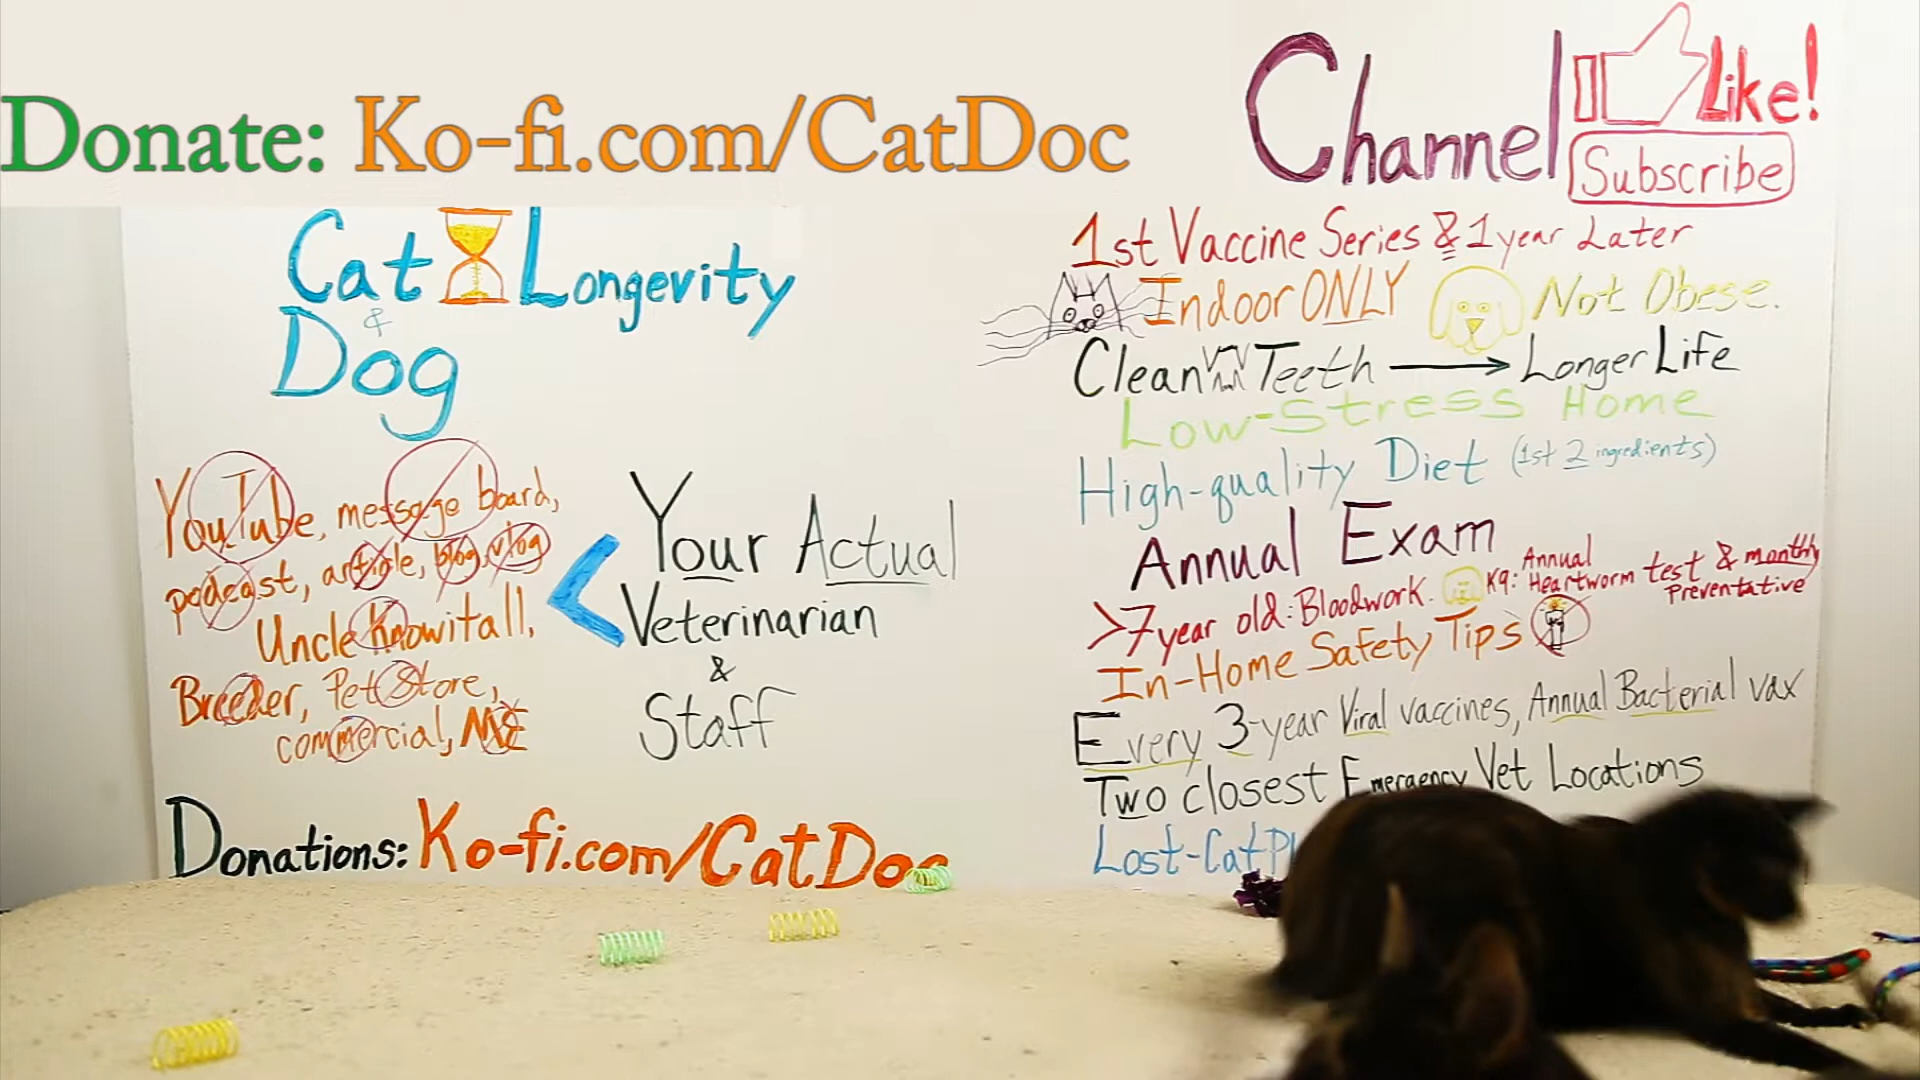 Donate: Ko-fi.com/CatDoc
Channel Like!
Subscribe
Cat Longevity
&
Dog
YouTube, message board,
podcast, article, blog, vlog
Uncle Knowitall,
Breeder, Pet Store,
commercial, ME
<
Your Actual
Veterinarian
&
Staff
Donations: Ko-fi.com/CatDoc
1st Vaccine Series & 1 year Later
Indoor ONLY Not Obese.
Clean Teeth → Longer Life
Low-Stress Home
High-quality Diet (1st 2 ingredients)
Annual Exam
>7 year old: Bloodwork. K9: Annual Heartworm test & monthly Preventative
In-Home Safety Tips
Every 3-year Viral vaccines, Annual Bacterial vax
Two closest Emergency Vet Locations
Lost-Cat